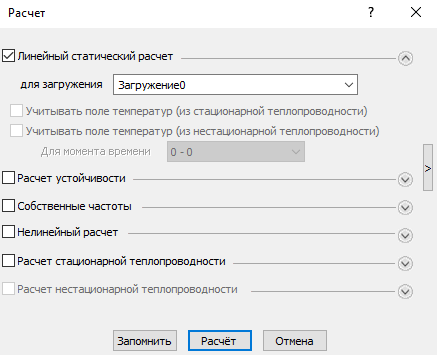 Расчет
? ×
Линейный статический расчет
для загружения Загружение0
Учитывать поле температур (из стационарной теплопроводности)
Учитывать поле температур (из нестационарной теплопроводности)
Для момента времени 0 - 0
>
Расчет устойчивости
Собственные частоты
Нелинейный расчет
Расчет стационарной теплопроводности
Расчет нестационарной теплопроводности
Запомнить Расчёт Отмена